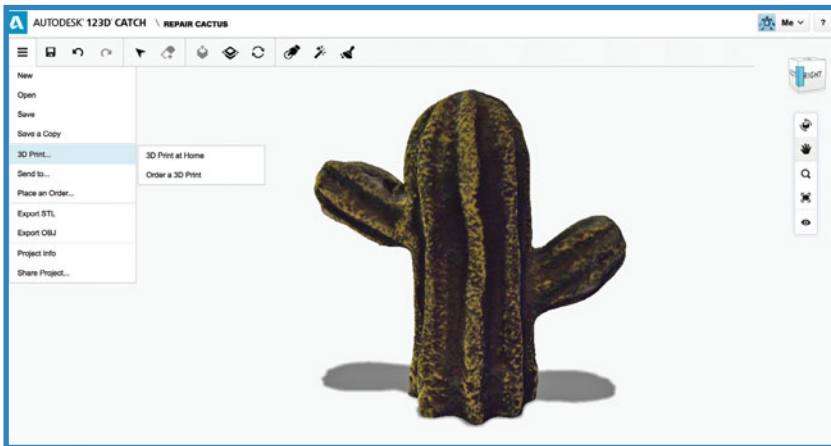 AUTODESK® 123D® CATCH \ REPAIR CACTUS
Me
?
New
Open
Save
Save a Copy
3D Print...
3D Print at Home
Order a 3D Print
Send to...
Place an Order...
Export STL
Export OBJ
Project Info
Share Project...
RIGHT